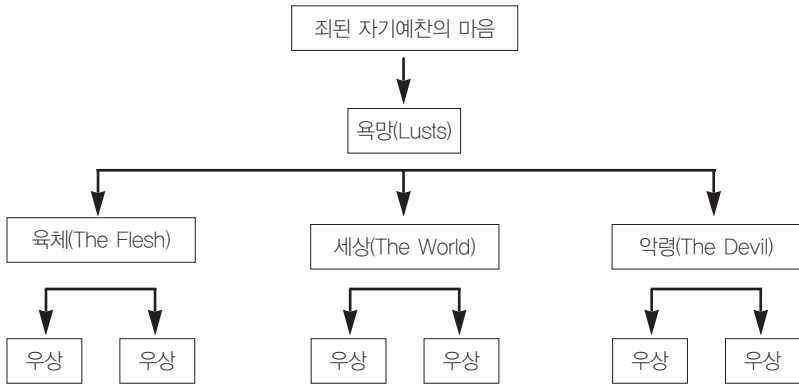 죄된 자기예찬의 마음
욕망(Lusts)
육체(The Flesh)
세상(The World)
악령(The Devil)
우상
우상
우상
우상
우상
우상